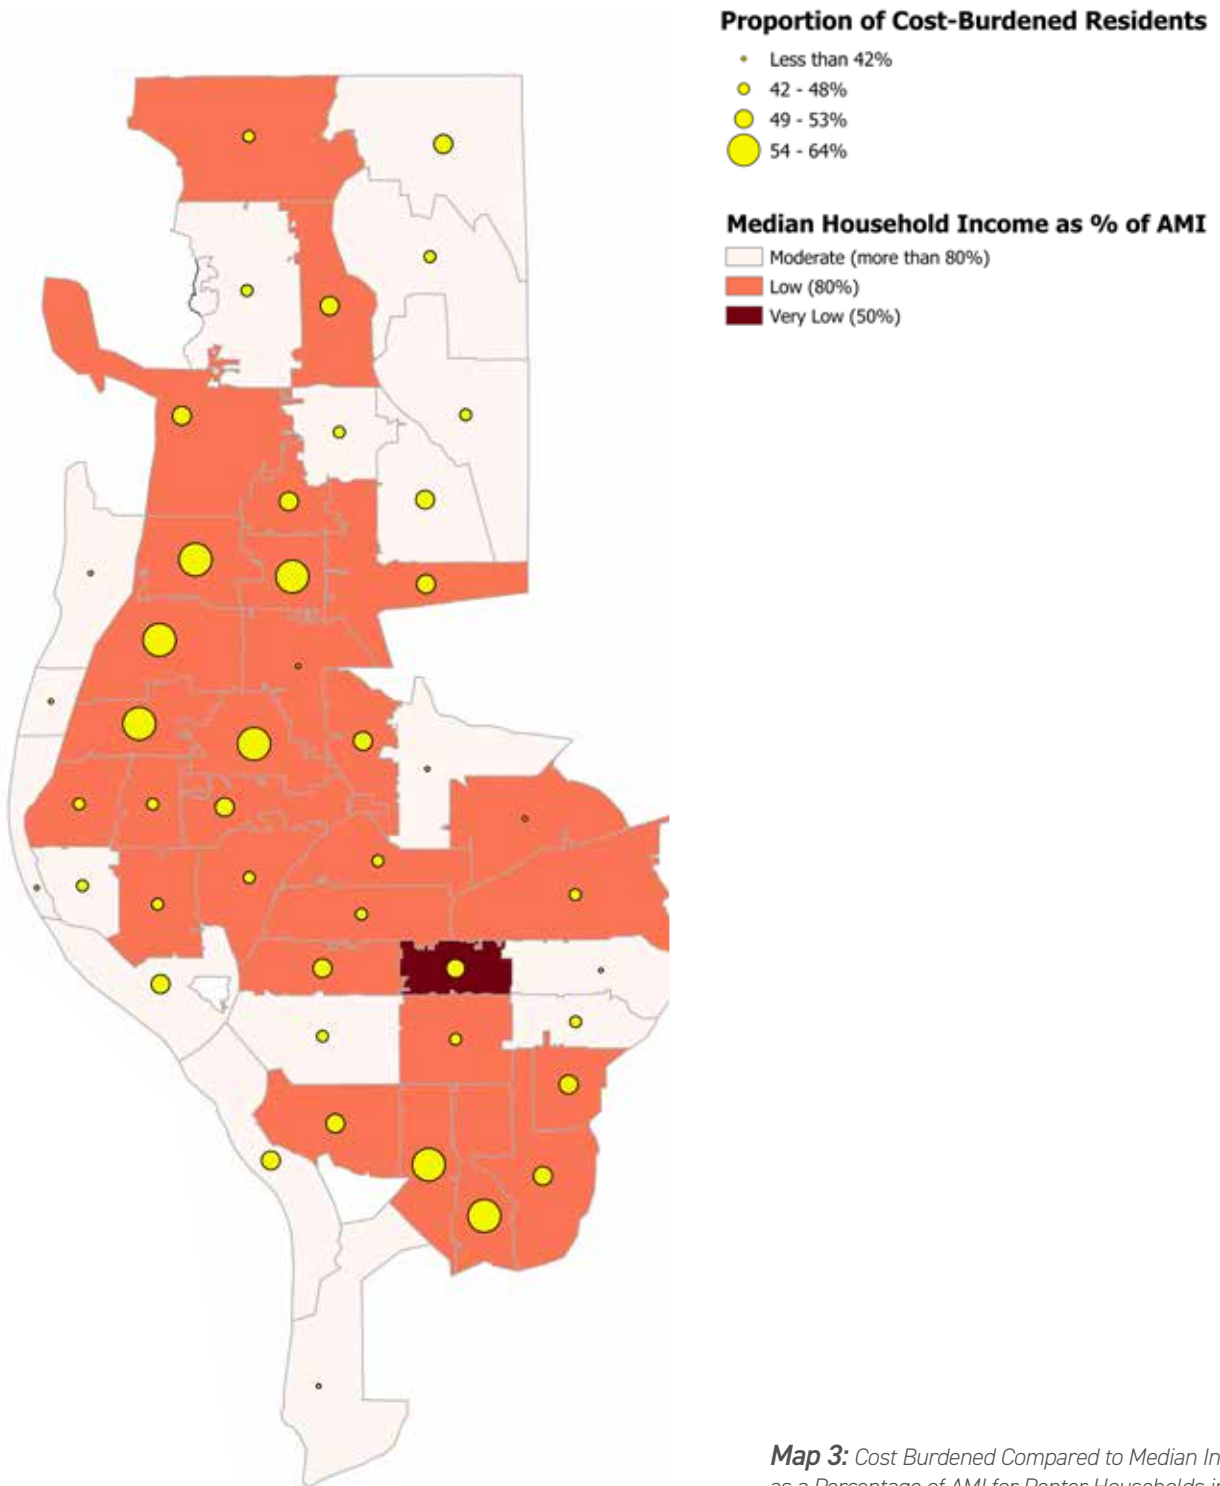 Proportion of Cost-Burdened Residents
Less than 42%
42 - 48%
49 - 53%
54 - 64%
Median Household Income as % of AMI
Moderate (more than 80%)
Low (80%)
Very Low (50%)
Map 3: Cost Burdened Compared to Median In
as a Percentage of AMI for Renter Households in